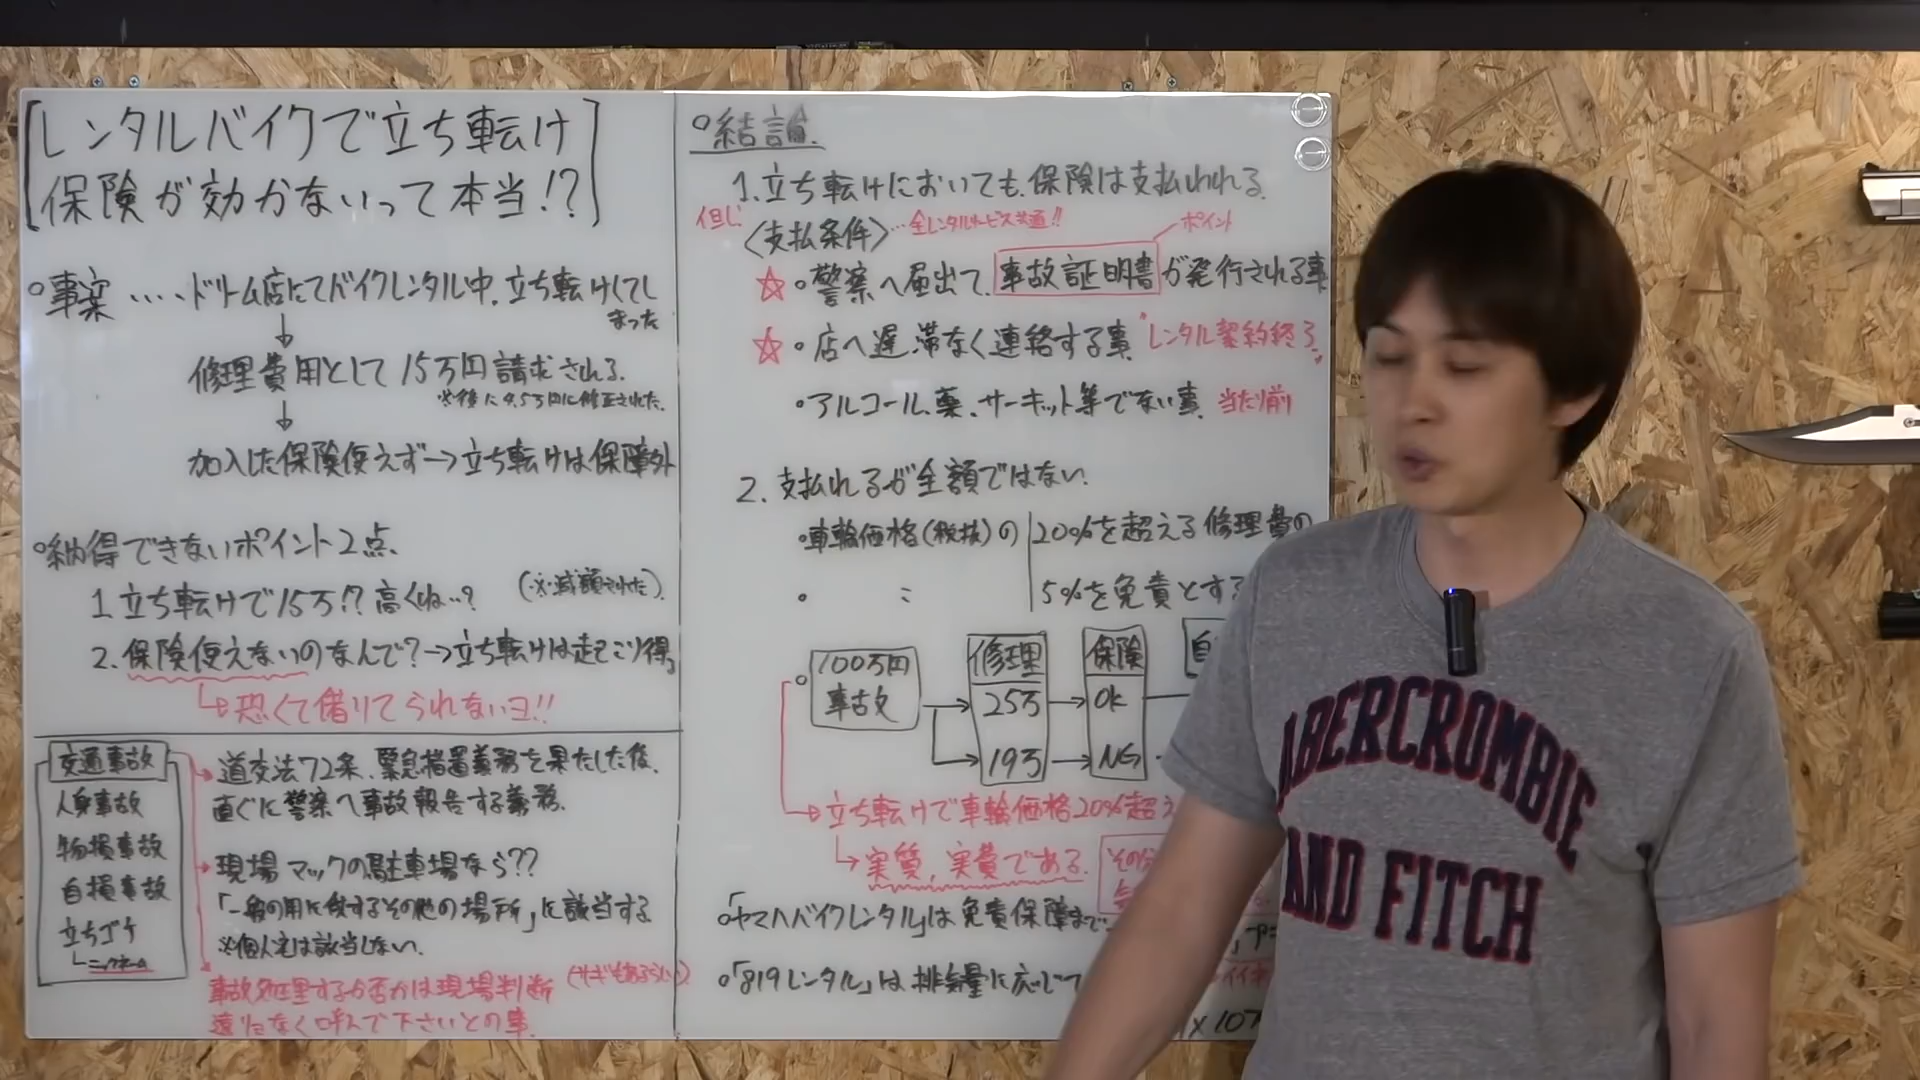 レンタルバイクで立ち転け
保険が効かないって本当!?
○事案....ドリーム店にてバイクレンタル中、立ち転けしてし
まった
↓
修理費用として15万円請求される。
※後に9.5万円に修正された。
↓
加入した保険使えず→立ち転けは保障外
○納得できないポイント2点、
1.立ち転けで15万!?高くね..?
(※減額された)
2.保険使えないのなんで?→立ち転けは起こり得」
↳恐くて借りてられないヨ!!
交通事故
人身事故
物損事故
自損事故
立ちゴケ
└ニックネーム
道交法72条、緊急措置義務を果たした後、
直ぐに警察へ事故報告する義務、
現場マックの駐車場なら??
「一般の用に供するその他の場所」に該当する
※個人宅は該当しない、
事故処理するか否かは現場判断
遠慮なく呼んで下さいとの事、
○結論.
1.立ち転けにおいても、保険は支払われる。
但し
〈支払条件〉…全レンタルサービス共通!!
ポイント
☆・警察へ届出て、事故証明書が発行される事
☆・店へ遅滞なく連絡する事、"レンタル契約終了"
・アルコール、薬、サーキット等でない事、当たり前
2.支払われるが全額ではない、
・車輪価格(税抜)の|20%を超える修理費の
・ 〃 |5%を免責とする
100万円
事故
修理
25万
19万
保険
OK
NG
自
立ち転けで車輪価格20%超え
↳実質、実費である。
その分
○「ヤマハバイクレンタル」は免責保障まで
○「819レンタル」は排気量に応じて
ABERCROMBIE
AND FITCH